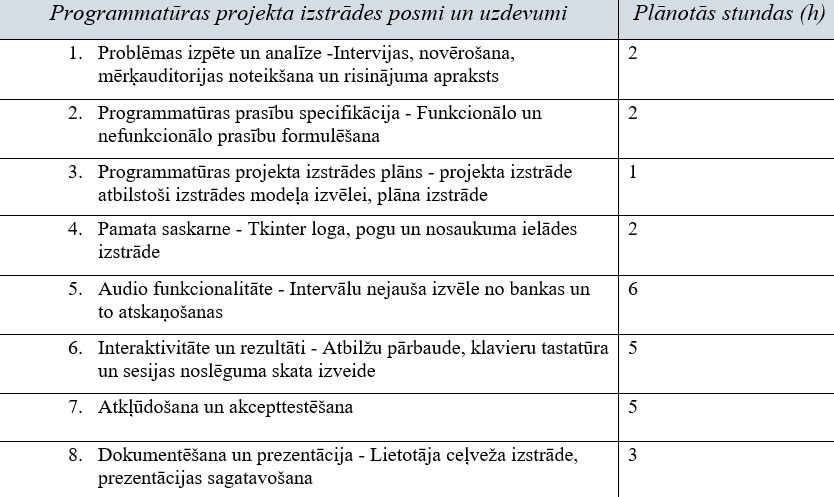 Programmatūras projekta izstrādes posmi un uzdevumi Plānotās stundas (h)
1. Problēmas izpēte un analīze -Intervijas, novērošana, 2
mērķauditorijas noteikšana un risinājuma apraksts
2. Programmatūras prasību specifikācija - Funkcionālo un 2
nefunkcionālo prasību formulēšana
3. Programmatūras projekta izstrādes plāns - projekta izstrāde 1
atbilstoši izstrādes modeļa izvēlei, plāna izstrāde
4. Pamata saskarne - Tkinter loga, pogu un nosaukuma ielādes 2
izstrāde
5. Audio funkcionalitāte - Intervālu nejauša izvēle no bankas un 6
to atskaņošanas
6. Interaktivitāte un rezultāti - Atbilžu pārbaude, klavieru tastatūra 5
un sesijas noslēguma skata izveide
7. Atkļūdošana un akcepttestēšana 5
8. Dokumentēšana un prezentācija - Lietotāja ceļveža izstrāde, 3
prezentācijas sagatavošana